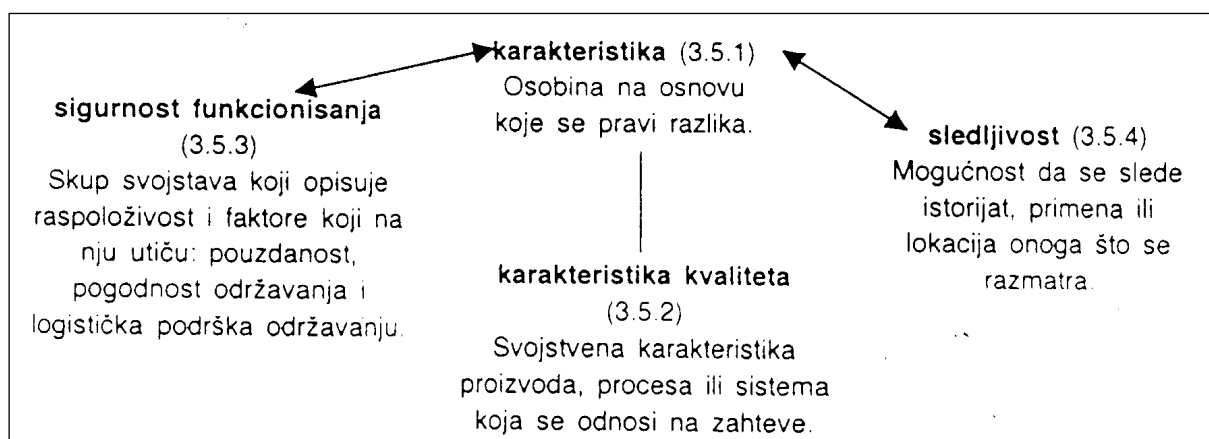 karakteristika (3.5.1)
Osobina na osnovu
koje se pravi razlika.
sigurnost funkcionisanja
(3.5.3)
Skup svojstava koji opisuje
raspoloživost i faktore koji na
nju utiču: pouzdanost,
pogodnost održavanja i
logistička podrška održavanju.
sledljivost (3.5.4)
Mogućnost da se slede
istorijat, primena ili
lokacija onoga što se
razmatra.
karakteristika kvaliteta
(3.5.2)
Svojstvena karakteristika
proizvoda, procesa ili sistema
koja se odnosi na zahteve.